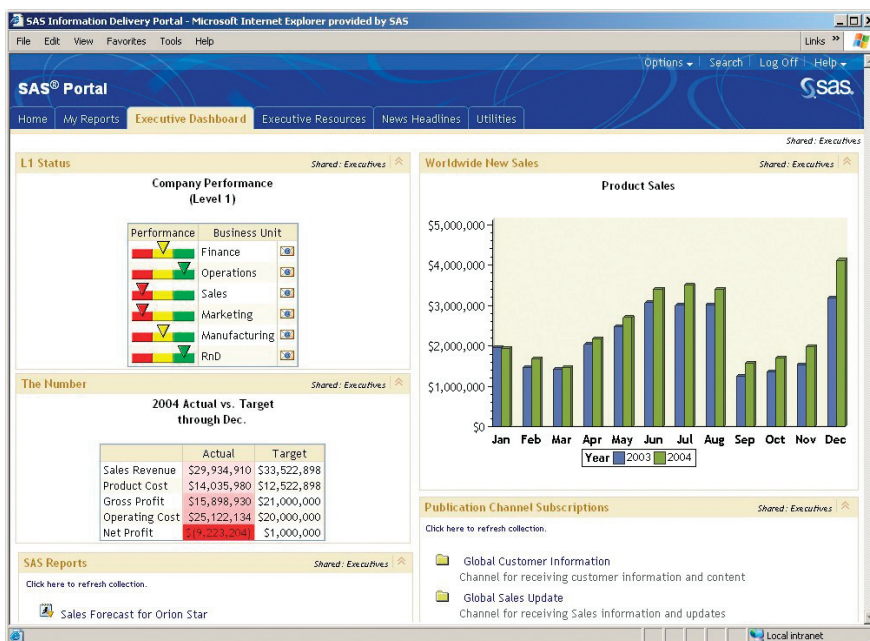 SAS Information Delivery Portal - Microsoft Internet Explorer provided by SAS
File Edit View Favorites Tools Help
Links »
Options Search Log Off Help
SAS® Portal
sas.
Home My Reports Executive Dashboard Executive Resources News Headlines Utilities
Shared: Executives
L1 Status
Shared: Executives
Company Performance
(Level 1)
Performance Business Unit
Finance
Operations
Sales
Marketing
Manufacturing
RnD
The Number
Shared: Executives
2004 Actual vs. Target
through Dec.
Actual Target
Sales Revenue $29,934,910 $33,522,898
Product Cost $14,035,980 $12,522,898
Gross Profit $15,898,930 $21,000,000
Operating Cost $25,122,134 $20,000,000
Net Profit $(9,223,204) $1,000,000
SAS Reports
Shared: Executives
Click here to refresh collection.
Sales Forecast for Orion Star
Worldwide New Sales
Shared: Executives
Product Sales
$5,000,000
$4,000,000
$3,000,000
$2,000,000
$1,000,000
$0
Jan Feb Mar Apr May Jun Jul Aug Sep Oct Nov Dec
Year 2003 2004
Publication Channel Subscriptions
Shared: Executives
Click here to refresh collection.
Global Customer Information
Channel for receiving customer information and content
Global Sales Update
Channel for receiving Sales information and updates
Local intranet